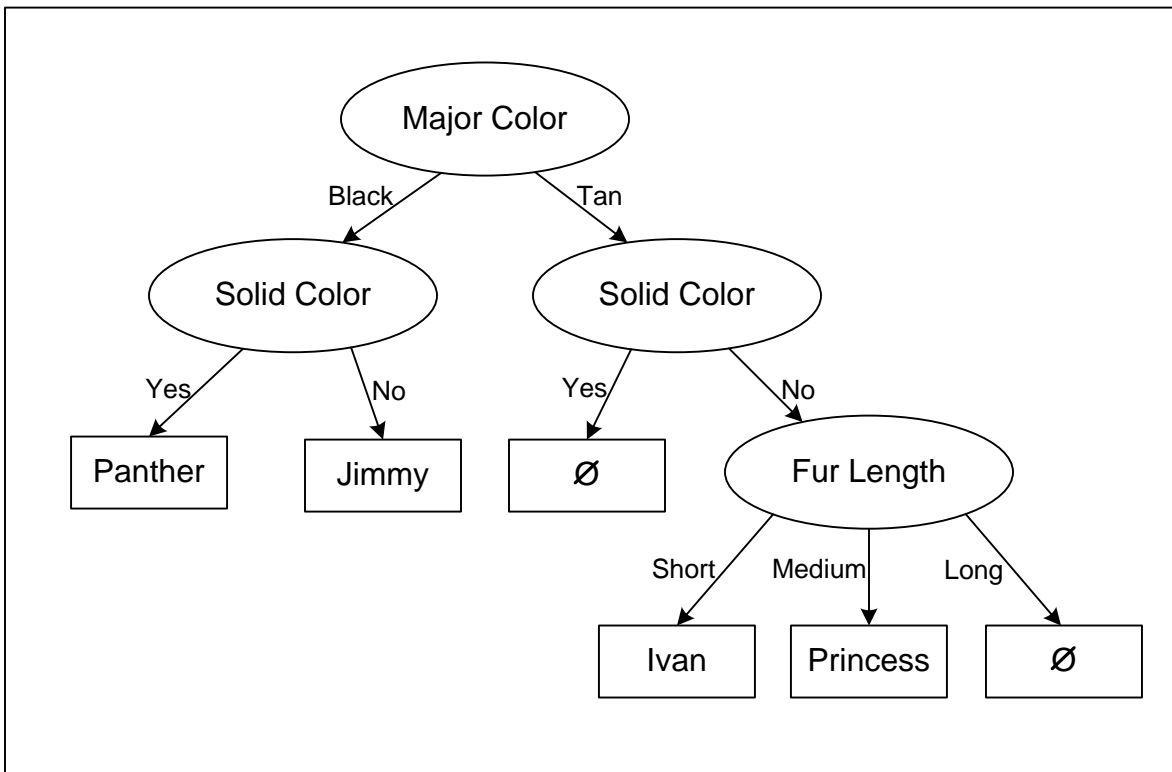 Major Color
Black
Tan
Solid Color
Solid Color
Yes
No
Yes
No
Panther
Jimmy
Ø
Fur Length
Short
Medium
Long
Ivan
Princess
Ø